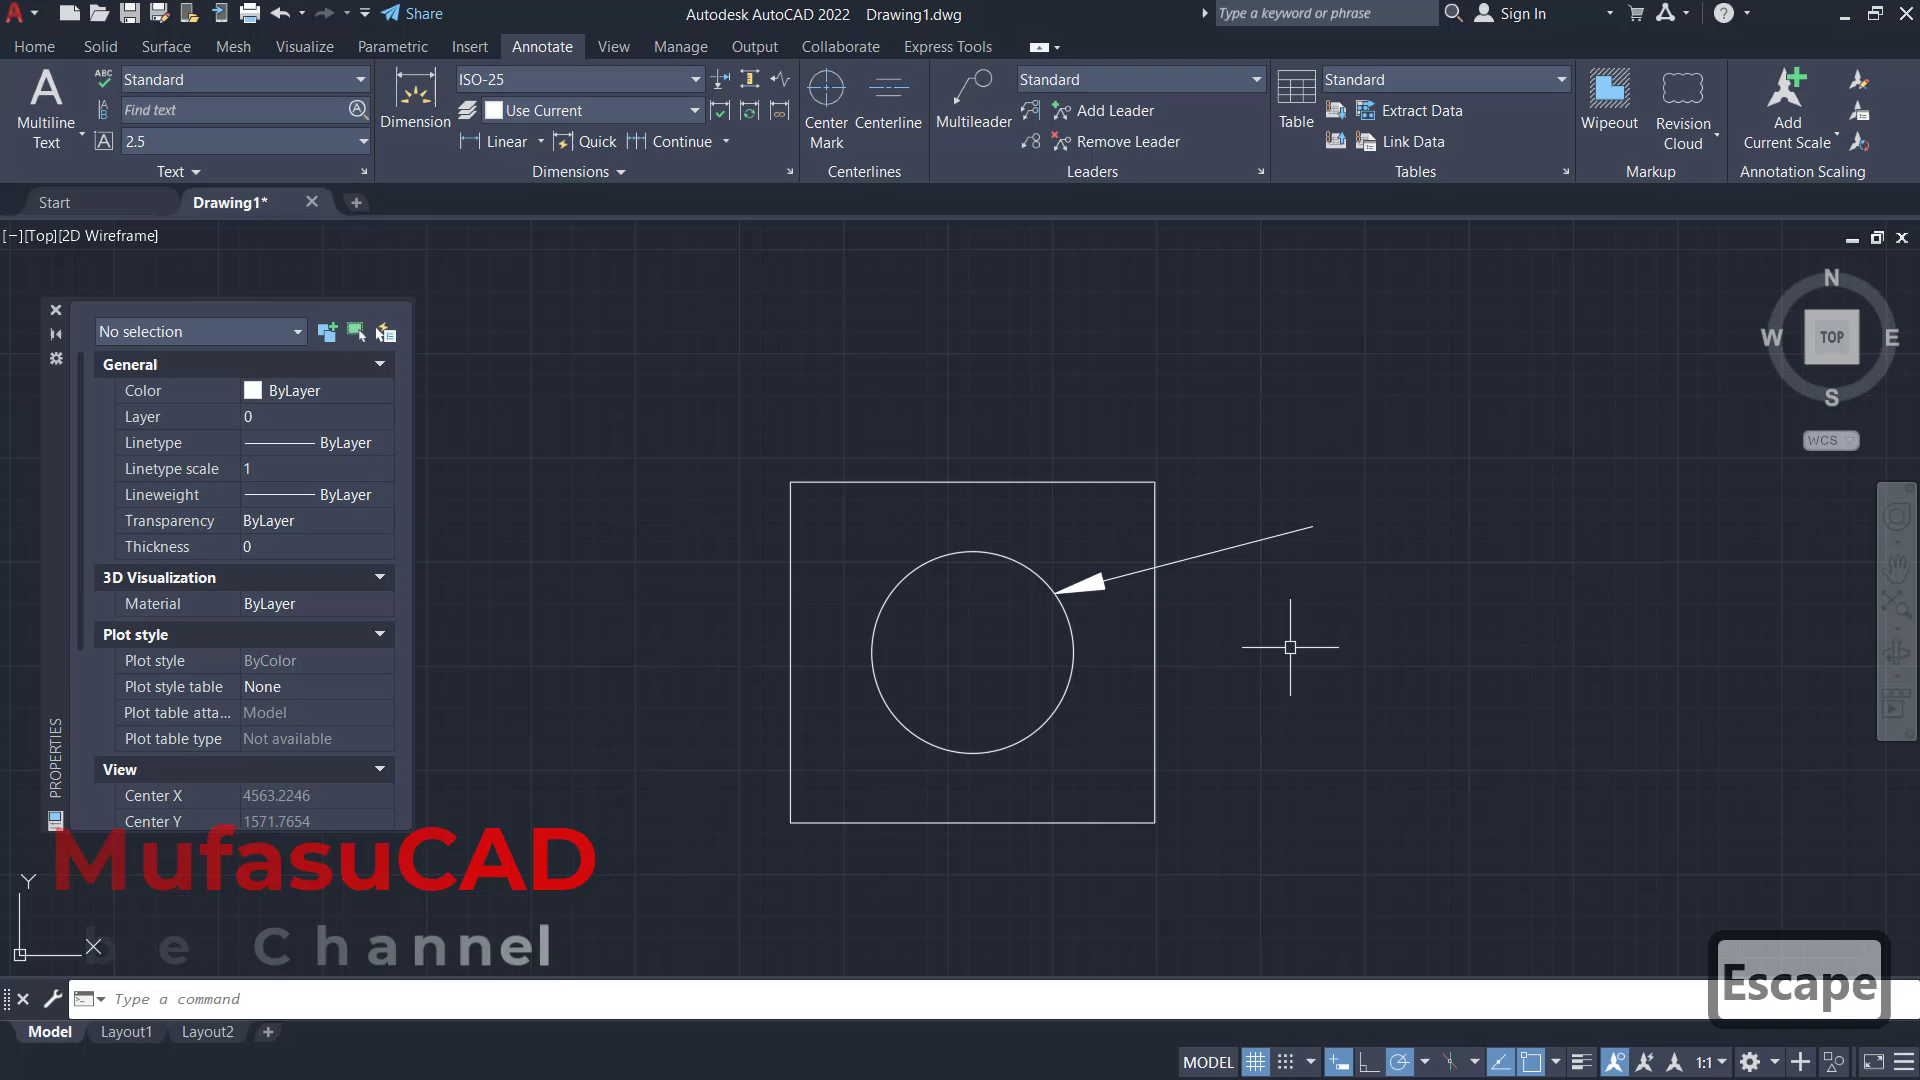 Share
Autodesk AutoCAD 2022 Drawing1.dwg
Type a keyword or phrase
Sign In
Home Solid Surface Mesh Visualize Parametric Insert Annotate View Manage Output Collaborate Express Tools
Multiline Text
ABC
Standard
Find text
2.5
Text
Dimension
ISO-25
Use Current
Linear Quick Continue
Dimensions
Center Mark
Centerline
Centerlines
Multileader
Standard
Add Leader
Remove Leader
Leaders
Table
Standard
Extract Data
Link Data
Tables
Wipeout
Revision Cloud
Markup
Add Current Scale
Annotation Scaling
Start
Drawing1*
[−][Top][2D Wireframe]
N
W TOP E
S
WCS
No selection
General
Color ByLayer
Layer 0
Linetype ByLayer
Linetype scale 1
Lineweight ByLayer
Transparency ByLayer
Thickness 0
3D Visualization
Material ByLayer
Plot style
Plot style ByColor
Plot style table None
Plot table atta... Model
Plot table type Not available
View
Center X 4563.2246
Center Y 1571.7654
PROPERTIES
MufasuCAD
be Channel
Y
X
Escape
Type a command
Model Layout1 Layout2
MODEL
1:1